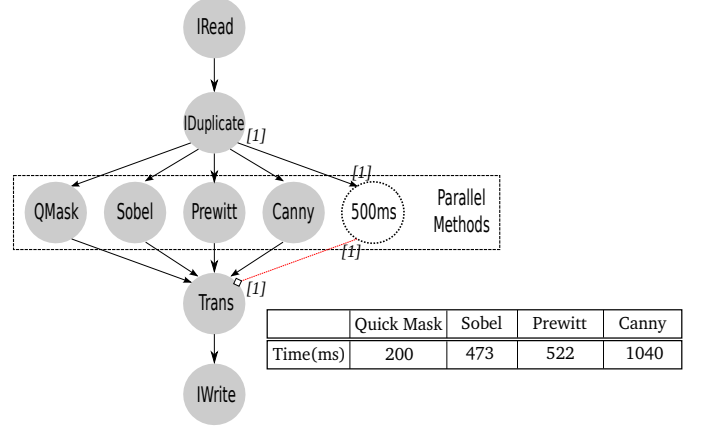 IRead
IDuplicate
[1]
[1]
QMask Sobel Prewitt Canny 500ms
Parallel
Methods
[1]
Trans
[1]
Quick Mask Sobel Prewitt Canny
Time(ms) 200 473 522 1040
IWrite